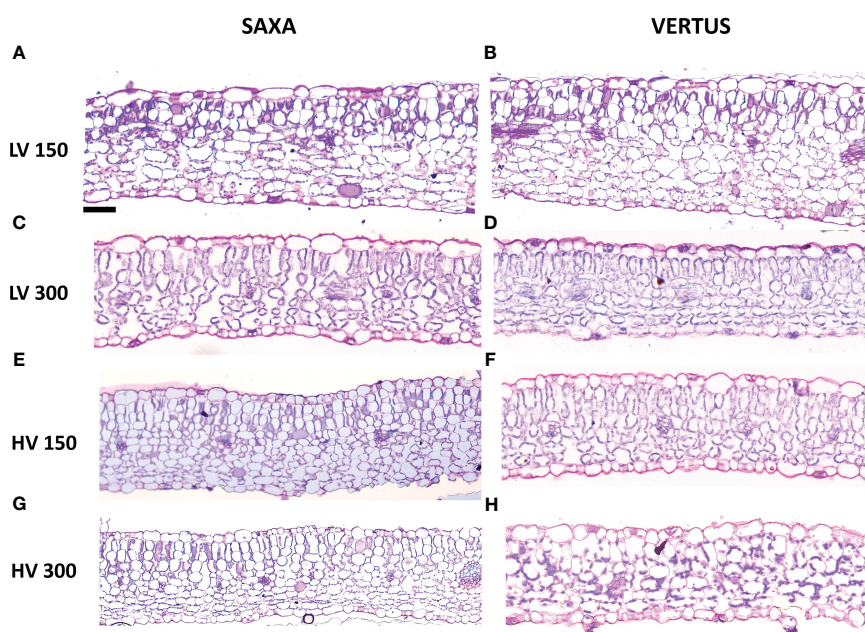 SAXA VERTUS
A B
LV 150
C D
LV 300
E F
HV 150
G H
HV 300